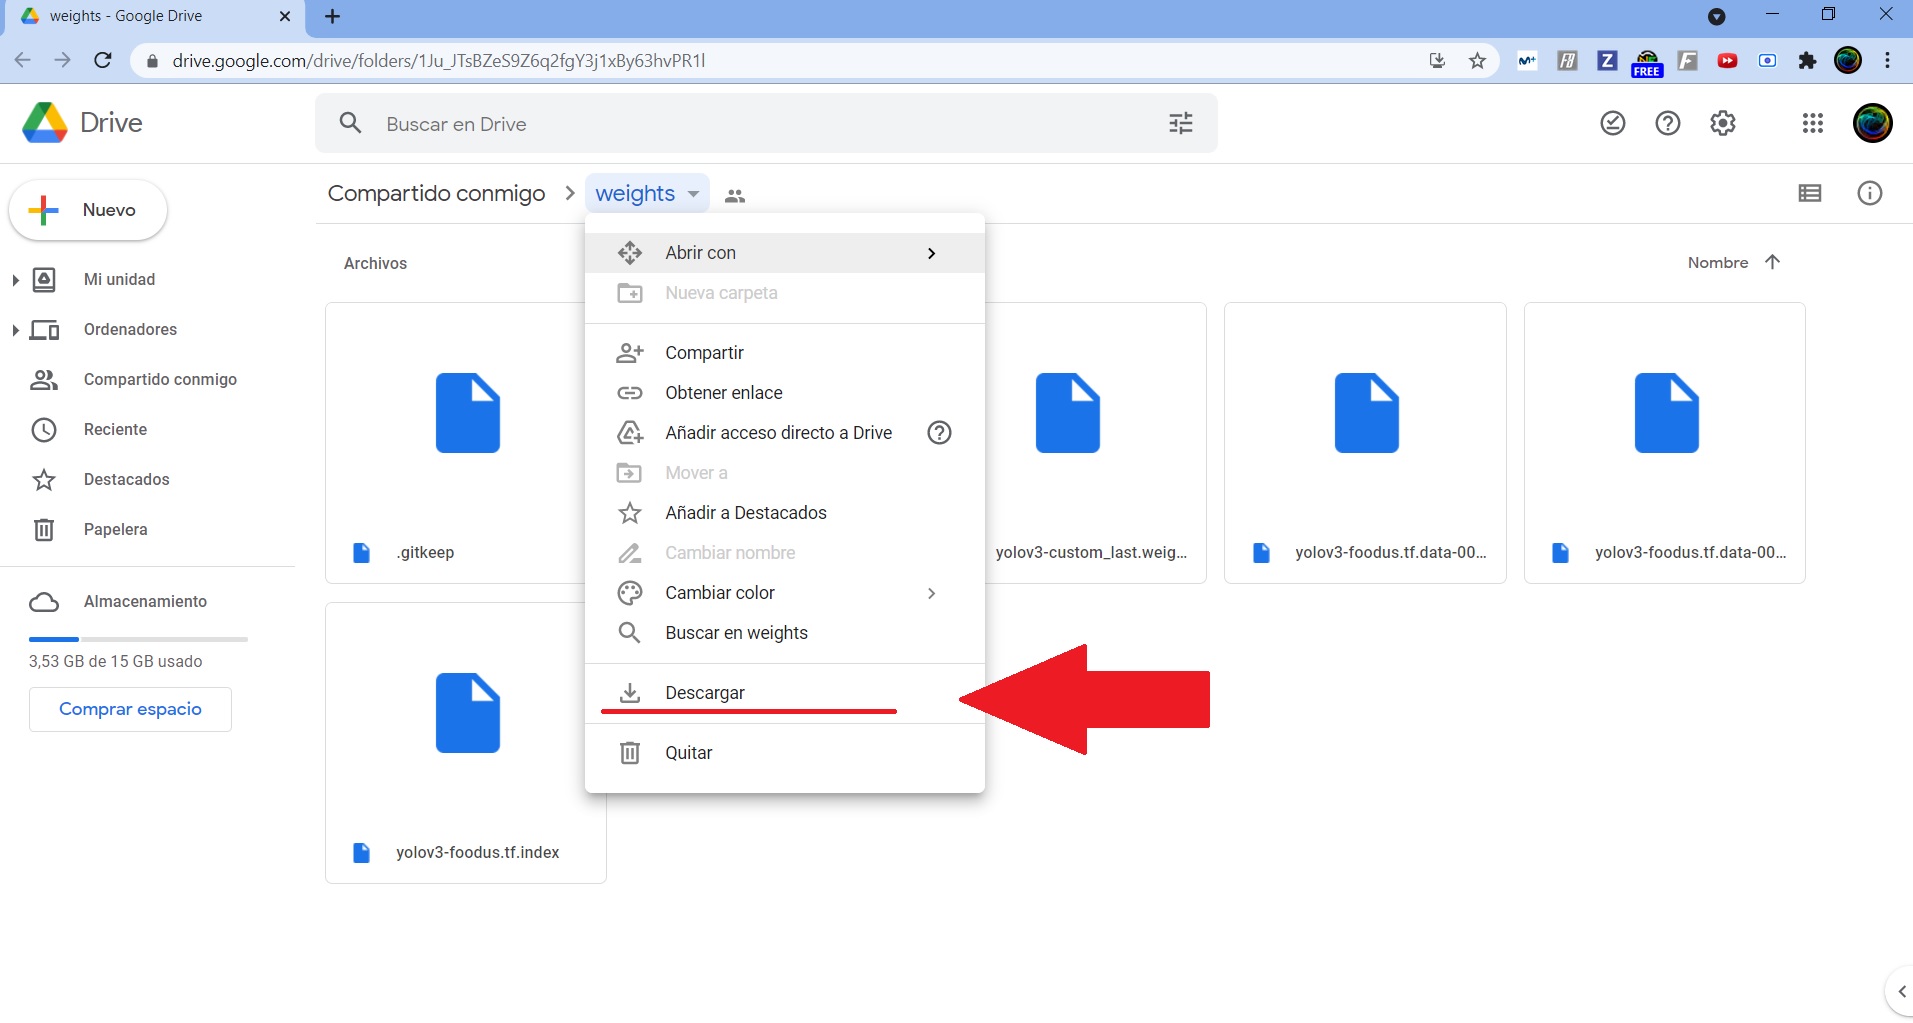 weights - Google Drive
drive.google.com/drive/folders/1Ju_JTsBZeS9Z6q2fgY3j1xBy63hvPR1l
FREE
Drive
Buscar en Drive
Nuevo
Compartido conmigo
weights
Mi unidad
Ordenadores
Compartido conmigo
Reciente
Destacados
Papelera
Almacenamiento
3,53 GB de 15 GB usado
Comprar espacio
Archivos
Nombre
Abrir con
Nueva carpeta
Compartir
Obtener enlace
Añadir acceso directo a Drive
Mover a
Añadir a Destacados
Cambiar nombre
Cambiar color
Buscar en weights
Descargar
Quitar
.gitkeep
yolov3-custom_last.weig...
yolov3-foodus.tf.data-00...
yolov3-foodus.tf.data-00...
yolov3-foodus.tf.index